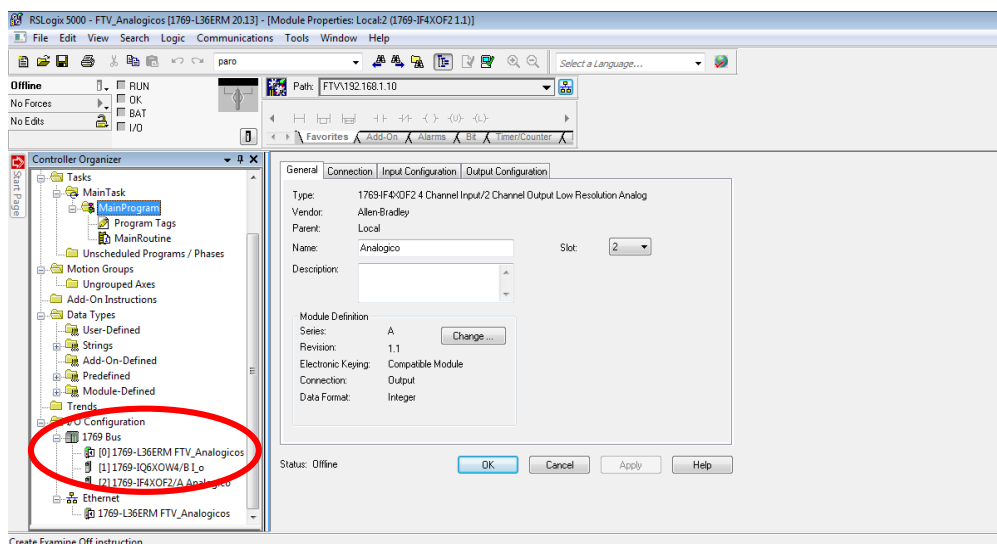 RSLogix 5000 - FTV_Analogicos [1769-L36ERM 20.13] - [Module Properties: Local:2 (1769-IF4XOF2 1.1)]
File Edit View Search Logic Communications Tools Window Help
paro
Select a Language...
Offline
RUN
No Forces
OK
No Edits
BAT
I/O
Path: FTV\192.168.1.10
Favorites Add-On Alarms Bit Timer/Counter
Start Page
Controller Organizer
Tasks
MainTask
MainProgram
Program Tags
MainRoutine
Unscheduled Programs / Phases
Motion Groups
Ungrouped Axes
Add-On Instructions
Data Types
User-Defined
Strings
Add-On-Defined
Predefined
Module-Defined
Trends
I/O Configuration
1769 Bus
[0] 1769-L36ERM FTV_Analogicos
[1] 1769-IQ6XOW4/B I_o
[2] 1769-IF4XOF2/A Analogico
Ethernet
1769-L36ERM FTV_Analogicos
General Connection Input Configuration Output Configuration
Type: 1769-IF4XOF2 4 Channel Input/2 Channel Output Low Resolution Analog
Vendor: Allen-Bradley
Parent: Local
Name: Analogico
Slot: 2
Description:
Module Definition
Series: A
Change ...
Revision: 1.1
Electronic Keying: Compatible Module
Connection: Output
Data Format: Integer
Status: Offline
OK Cancel Apply Help
Create Examine Off instruction